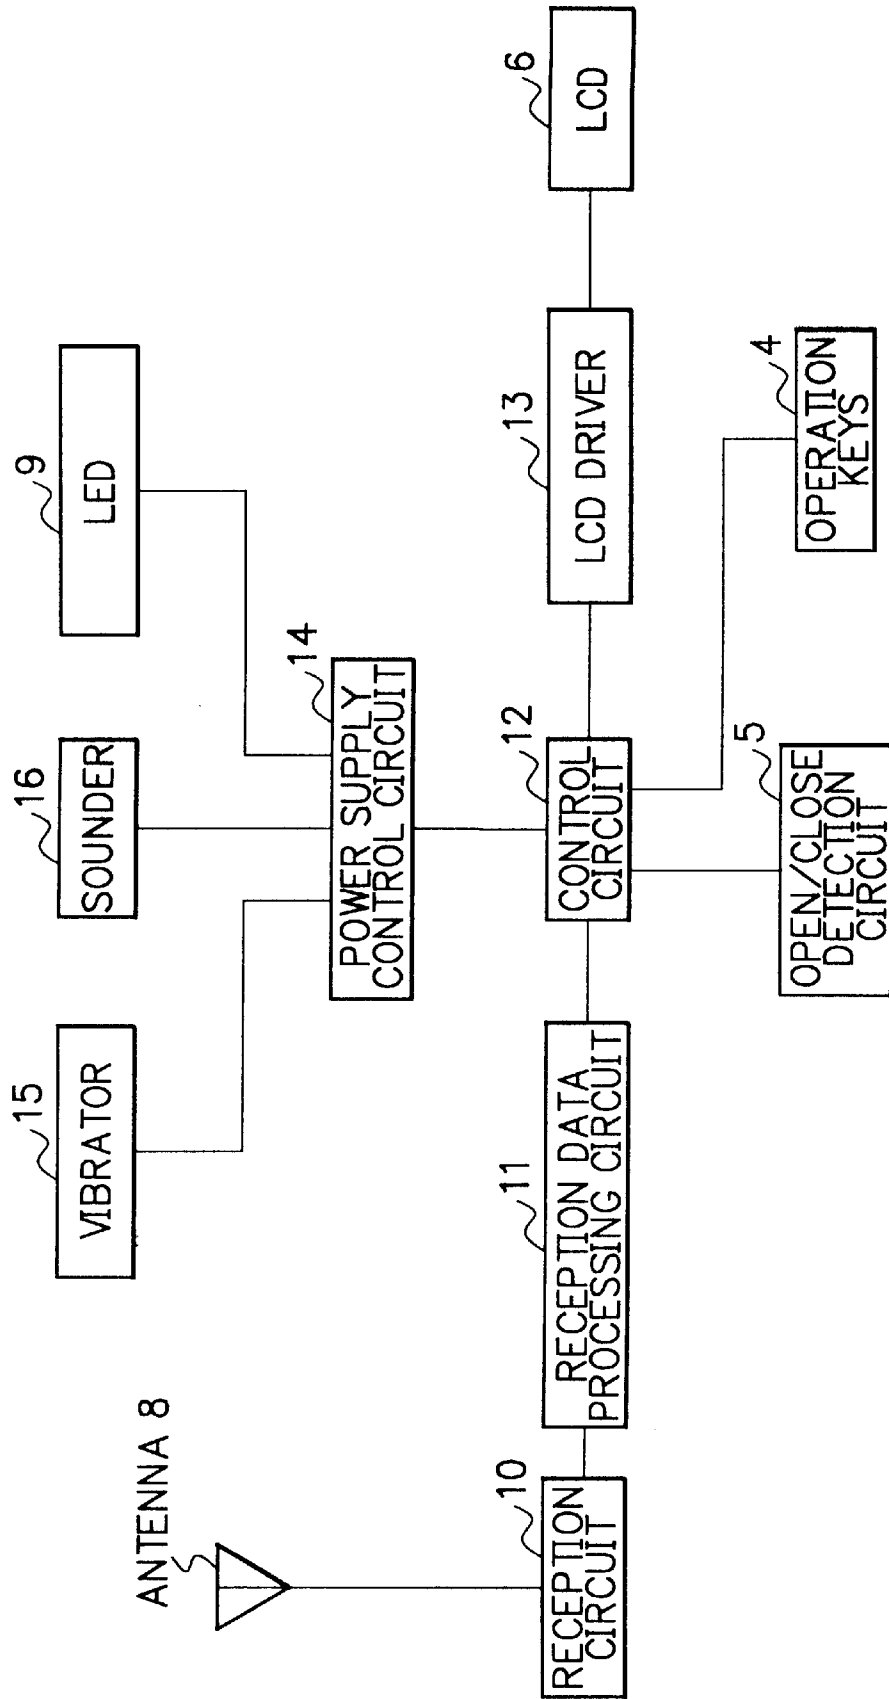 ANTENNA 8
15
VIBRATOR
16
SOUNDER
9
LED
14
POWER SUPPLY
CONTROL CIRCUIT
10
RECEPTION
CIRCUIT
11
RECEPTION DATA
PROCESSING CIRCUIT
12
CONTROL
CIRCUIT
13
LCD DRIVER
6
LCD
5
OPEN/CLOSE
DETECTION
CIRCUIT
4
OPERATION
KEYS